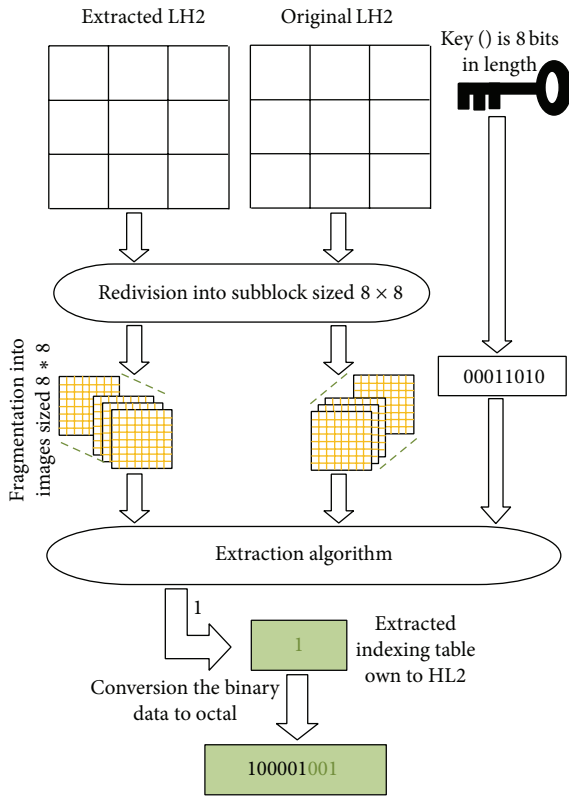 Extracted LH2
Original LH2
Key () is 8 bits
in length
Redivision into subblock sized 8 × 8
Fragmentation into
images sized 8 * 8
00011010
Extraction algorithm
1
1
Extracted
indexing table
own to HL2
Conversion the binary
data to octal
100001001